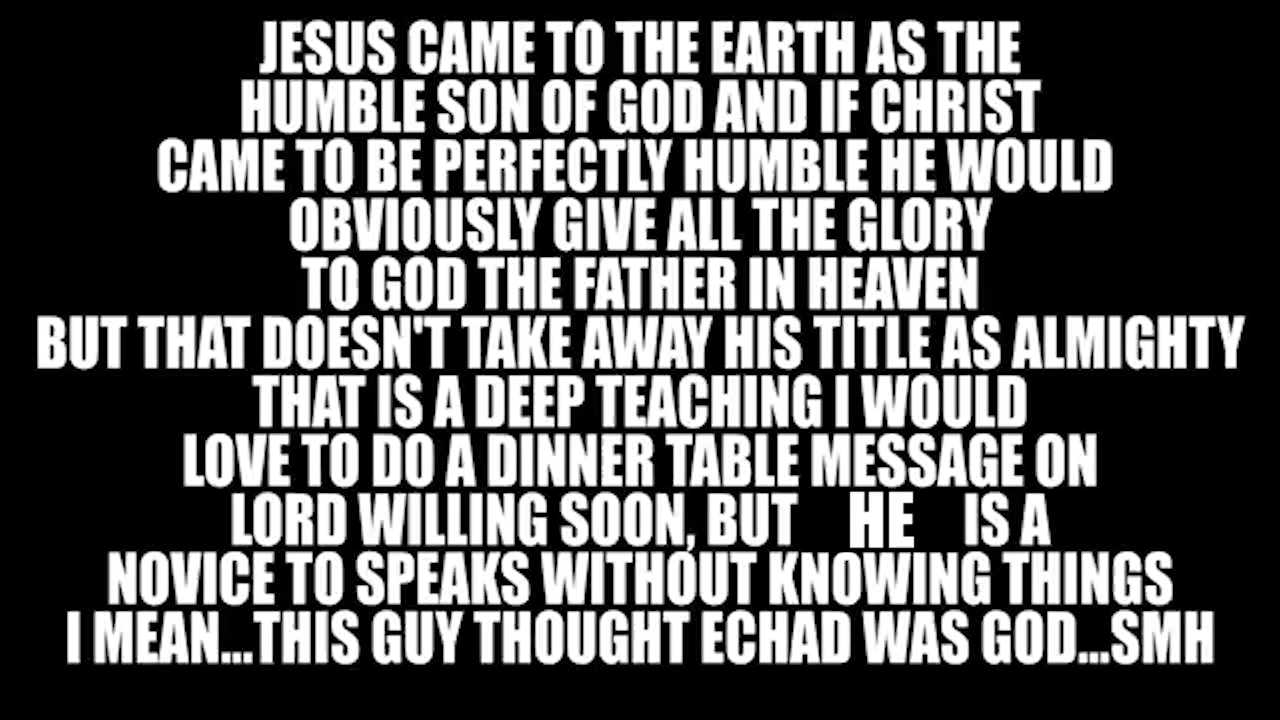 JESUS CAME TO THE EARTH AS THE
HUMBLE SON OF GOD AND IF CHRIST
CAME TO BE PERFECTLY HUMBLE HE WOULD
OBVIOUSLY GIVE ALL THE GLORY
TO GOD THE FATHER IN HEAVEN
BUT THAT DOESN'T TAKE AWAY HIS TITLE AS ALMIGHTY
THAT IS A DEEP TEACHING I WOULD
LOVE TO DO A DINNER TABLE MESSAGE ON
LORD WILLING SOON, BUT HE IS A
NOVICE TO SPEAKS WITHOUT KNOWING THINGS
I MEAN...THIS GUY THOUGHT ECHAD WAS GOD...SMH